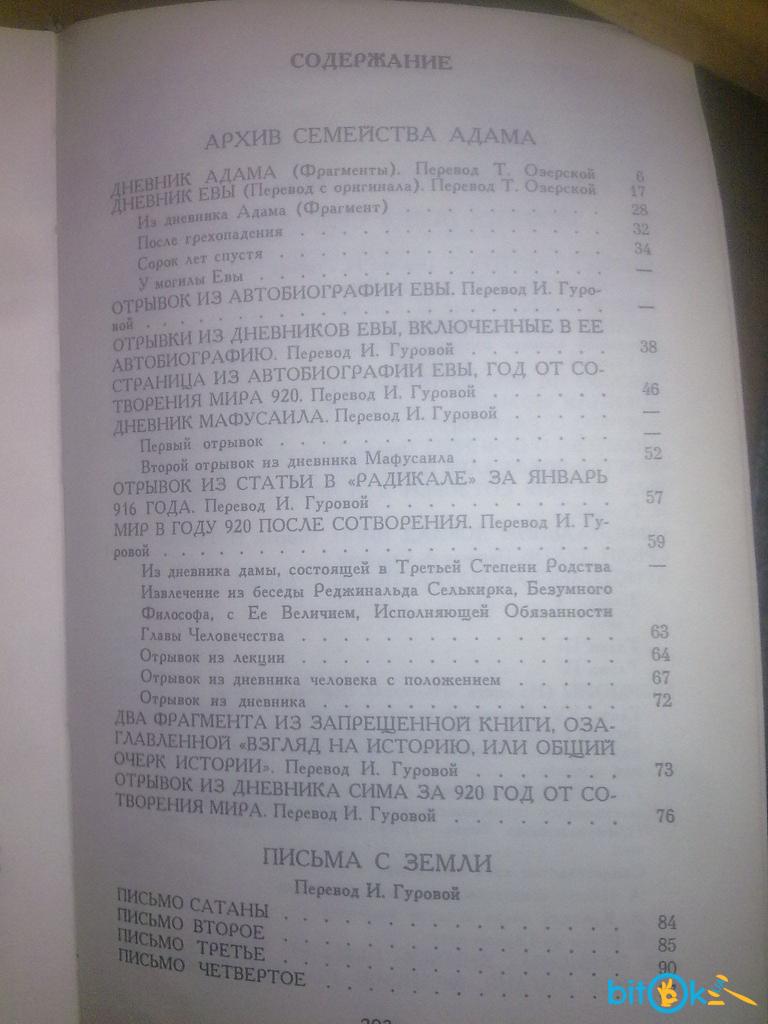 СОДЕРЖАНИЕ
АРХИВ СЕМЕЙСТВА АДАМА
ДНЕВНИК АДАМА (Фрагменты). Перевод Т. Озерской 6
ДНЕВНИК ЕВЫ (Перевод с оригинала). Перевод Т. Озерской 17
Из дневника Адама (Фрагмент) . . . . . . . . . 28
После грехопадения . . . . . . . . . . . . . 32
Сорок лет спустя . . . . . . . . . . . . . . 34
У могилы Евы . . . . . . . . . . . . . . . —
ОТРЫВОК ИЗ АВТОБИОГРАФИИ ЕВЫ. Перевод И. Гуро-
вой . . . . . . . . . . . . . . . . . . . . —
ОТРЫВКИ ИЗ ДНЕВНИКОВ ЕВЫ, ВКЛЮЧЕННЫЕ В ЕЕ
АВТОБИОГРАФИЮ. Перевод И. Гуровой . . . . . . . 38
СТРАНИЦА ИЗ АВТОБИОГРАФИИ ЕВЫ, ГОД ОТ СО-
ТВОРЕНИЯ МИРА 920. Перевод И. Гуровой . . . . . . 46
ДНЕВНИК МАФУСАИЛА. Перевод И. Гуровой . . . . . —
Первый отрывок . . . . . . . . . . . . . . —
Второй отрывок из дневника Мафусаила . . . . . . . 52
ОТРЫВОК ИЗ СТАТЬИ В «РАДИКАЛЕ» ЗА ЯНВАРЬ
916 ГОДА. Перевод И. Гуровой . . . . . . . . . . 57
МИР В ГОДУ 920 ПОСЛЕ СОТВОРЕНИЯ. Перевод И. Гу-
ровой . . . . . . . . . . . . . . . . . . . 59
Из дневника дамы, состоящей в Третьей Степени Родства —
Извлечение из беседы Реджинальда Селькирка, Безумного
Философа, с Ее Величием, Исполняющей Обязанности
Главы Человечества . . . . . . . . . . . . . 63
Отрывок из лекции . . . . . . . . . . . . . 64
Отрывок из дневника человека с положением . . . . . 67
Отрывок из дневника . . . . . . . . . . . . . 72
ДВА ФРАГМЕНТА ИЗ ЗАПРЕЩЕННОЙ КНИГИ, ОЗА-
ГЛАВЛЕННОЙ «ВЗГЛЯД НА ИСТОРИЮ, ИЛИ ОБЩИЙ
ОЧЕРК ИСТОРИИ». Перевод И. Гуровой . . . . . . . 73
ОТРЫВОК ИЗ ДНЕВНИКА СИМА ЗА 920 ГОД ОТ СО-
ТВОРЕНИЯ МИРА. Перевод И. Гуровой . . . . . . . . 76
ПИСЬМА С ЗЕМЛИ
Перевод И. Гуровой
ПИСЬМО САТАНЫ . . . . . . . . . . . . . 84
ПИСЬМО ВТОРОЕ . . . . . . . . . . . . . 85
ПИСЬМО ТРЕТЬЕ . . . . . . . . . . . . . 90
ПИСЬМО ЧЕТВЕРТОЕ . . . . . . . . . . .
bitOk